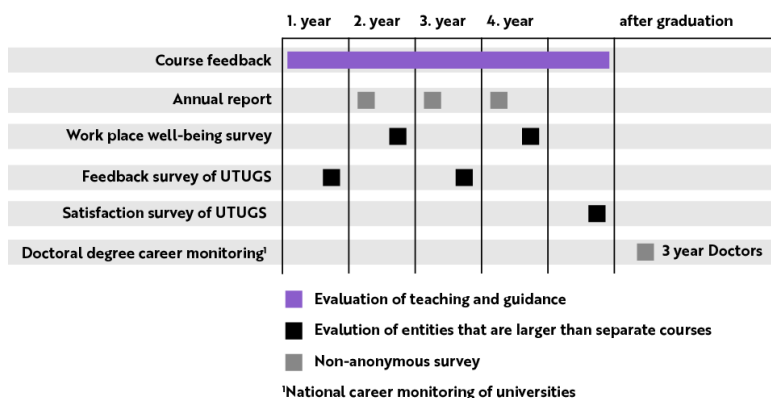 1. year 2. year 3. year 4. year after graduation
Course feedback
Annual report
Work place well-being survey
Feedback survey of UTUGS
Satisfaction survey of UTUGS
Doctoral degree career monitoring¹ 3 year Doctors
Evaluation of teaching and guidance
Evalution of entities that are larger than separate courses
Non-anonymous survey
¹National career monitoring of universities